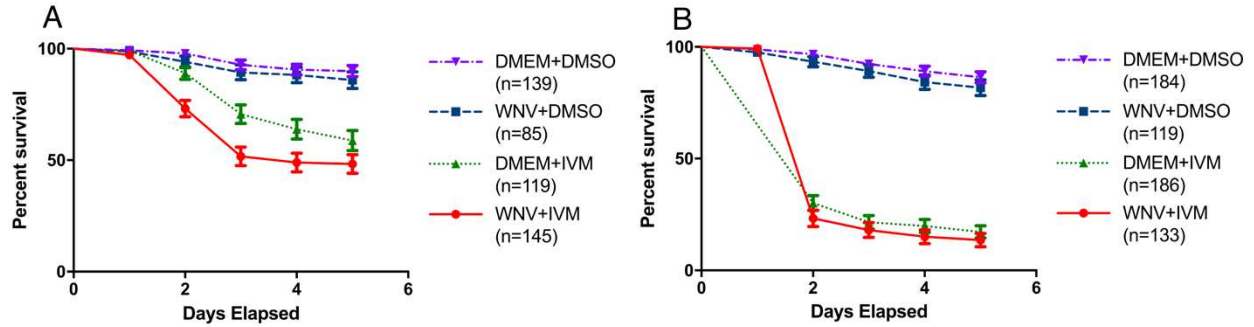 A
Percent survival
100
50
0
0
2
4
6
Days Elapsed
DMEM+DMSO
(n=139)
WNV+DMSO
(n=85)
DMEM+IVM
(n=119)
WNV+IVM
(n=145)
B
Percent survival
100
50
0
0
2
4
6
Days Elapsed
DMEM+DMSO
(n=184)
WNV+DMSO
(n=119)
DMEM+IVM
(n=186)
WNV+IVM
(n=133)